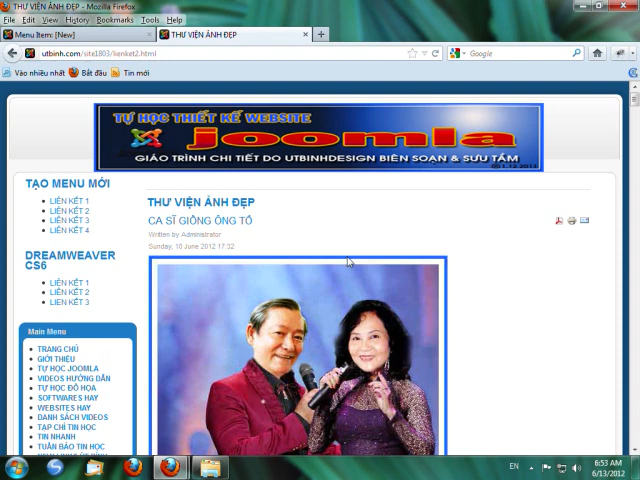 THƯ VIỆN ẢNH ĐẸP - Mozilla Firefox
File Edit View History Bookmarks Tools Help
Menu Item: [New]
THƯ VIỆN ẢNH ĐẸP
utbinh.com/site1803/lienket2.html
Google
Vào nhiều nhất Bắt đầu Tin mới
TỰ HỌC THIẾT KẾ WEBSITE
joomla
GIÁO TRÌNH CHI TIẾT DO UTBINHDESIGN BIÊN SOẠN & SƯU TẦM
TẠO MENU MỚI
LIÊN KẾT 1
LIÊN KẾT 2
LIÊN KẾT 3
LIÊN KẾT 4
DREAMWEAVER
CS6
LIÊN KẾT 1
LIÊN KẾT 2
LIEN KẾT 3
Main Menu
TRANG CHỦ
GIỚI THIỆU
TỰ HỌC JOOMLA
VIDEOS HƯỚNG DẪN
TỰ HỌC ĐỒ HỌA
SOFTWARES HAY
WEBSITES HAY
DANH SÁCH VIDEOS
TẠP CHÍ TIN HỌC
TIN NHANH
TUẦN BÁO TIN HỌC
THƯ VIỆN ẢNH ĐẸP
CA SĨ GIỒNG ÔNG TỐ
Written by Administrator
Sunday, 10 June 2012 17:32
EN
6:53 AM
6/13/2012